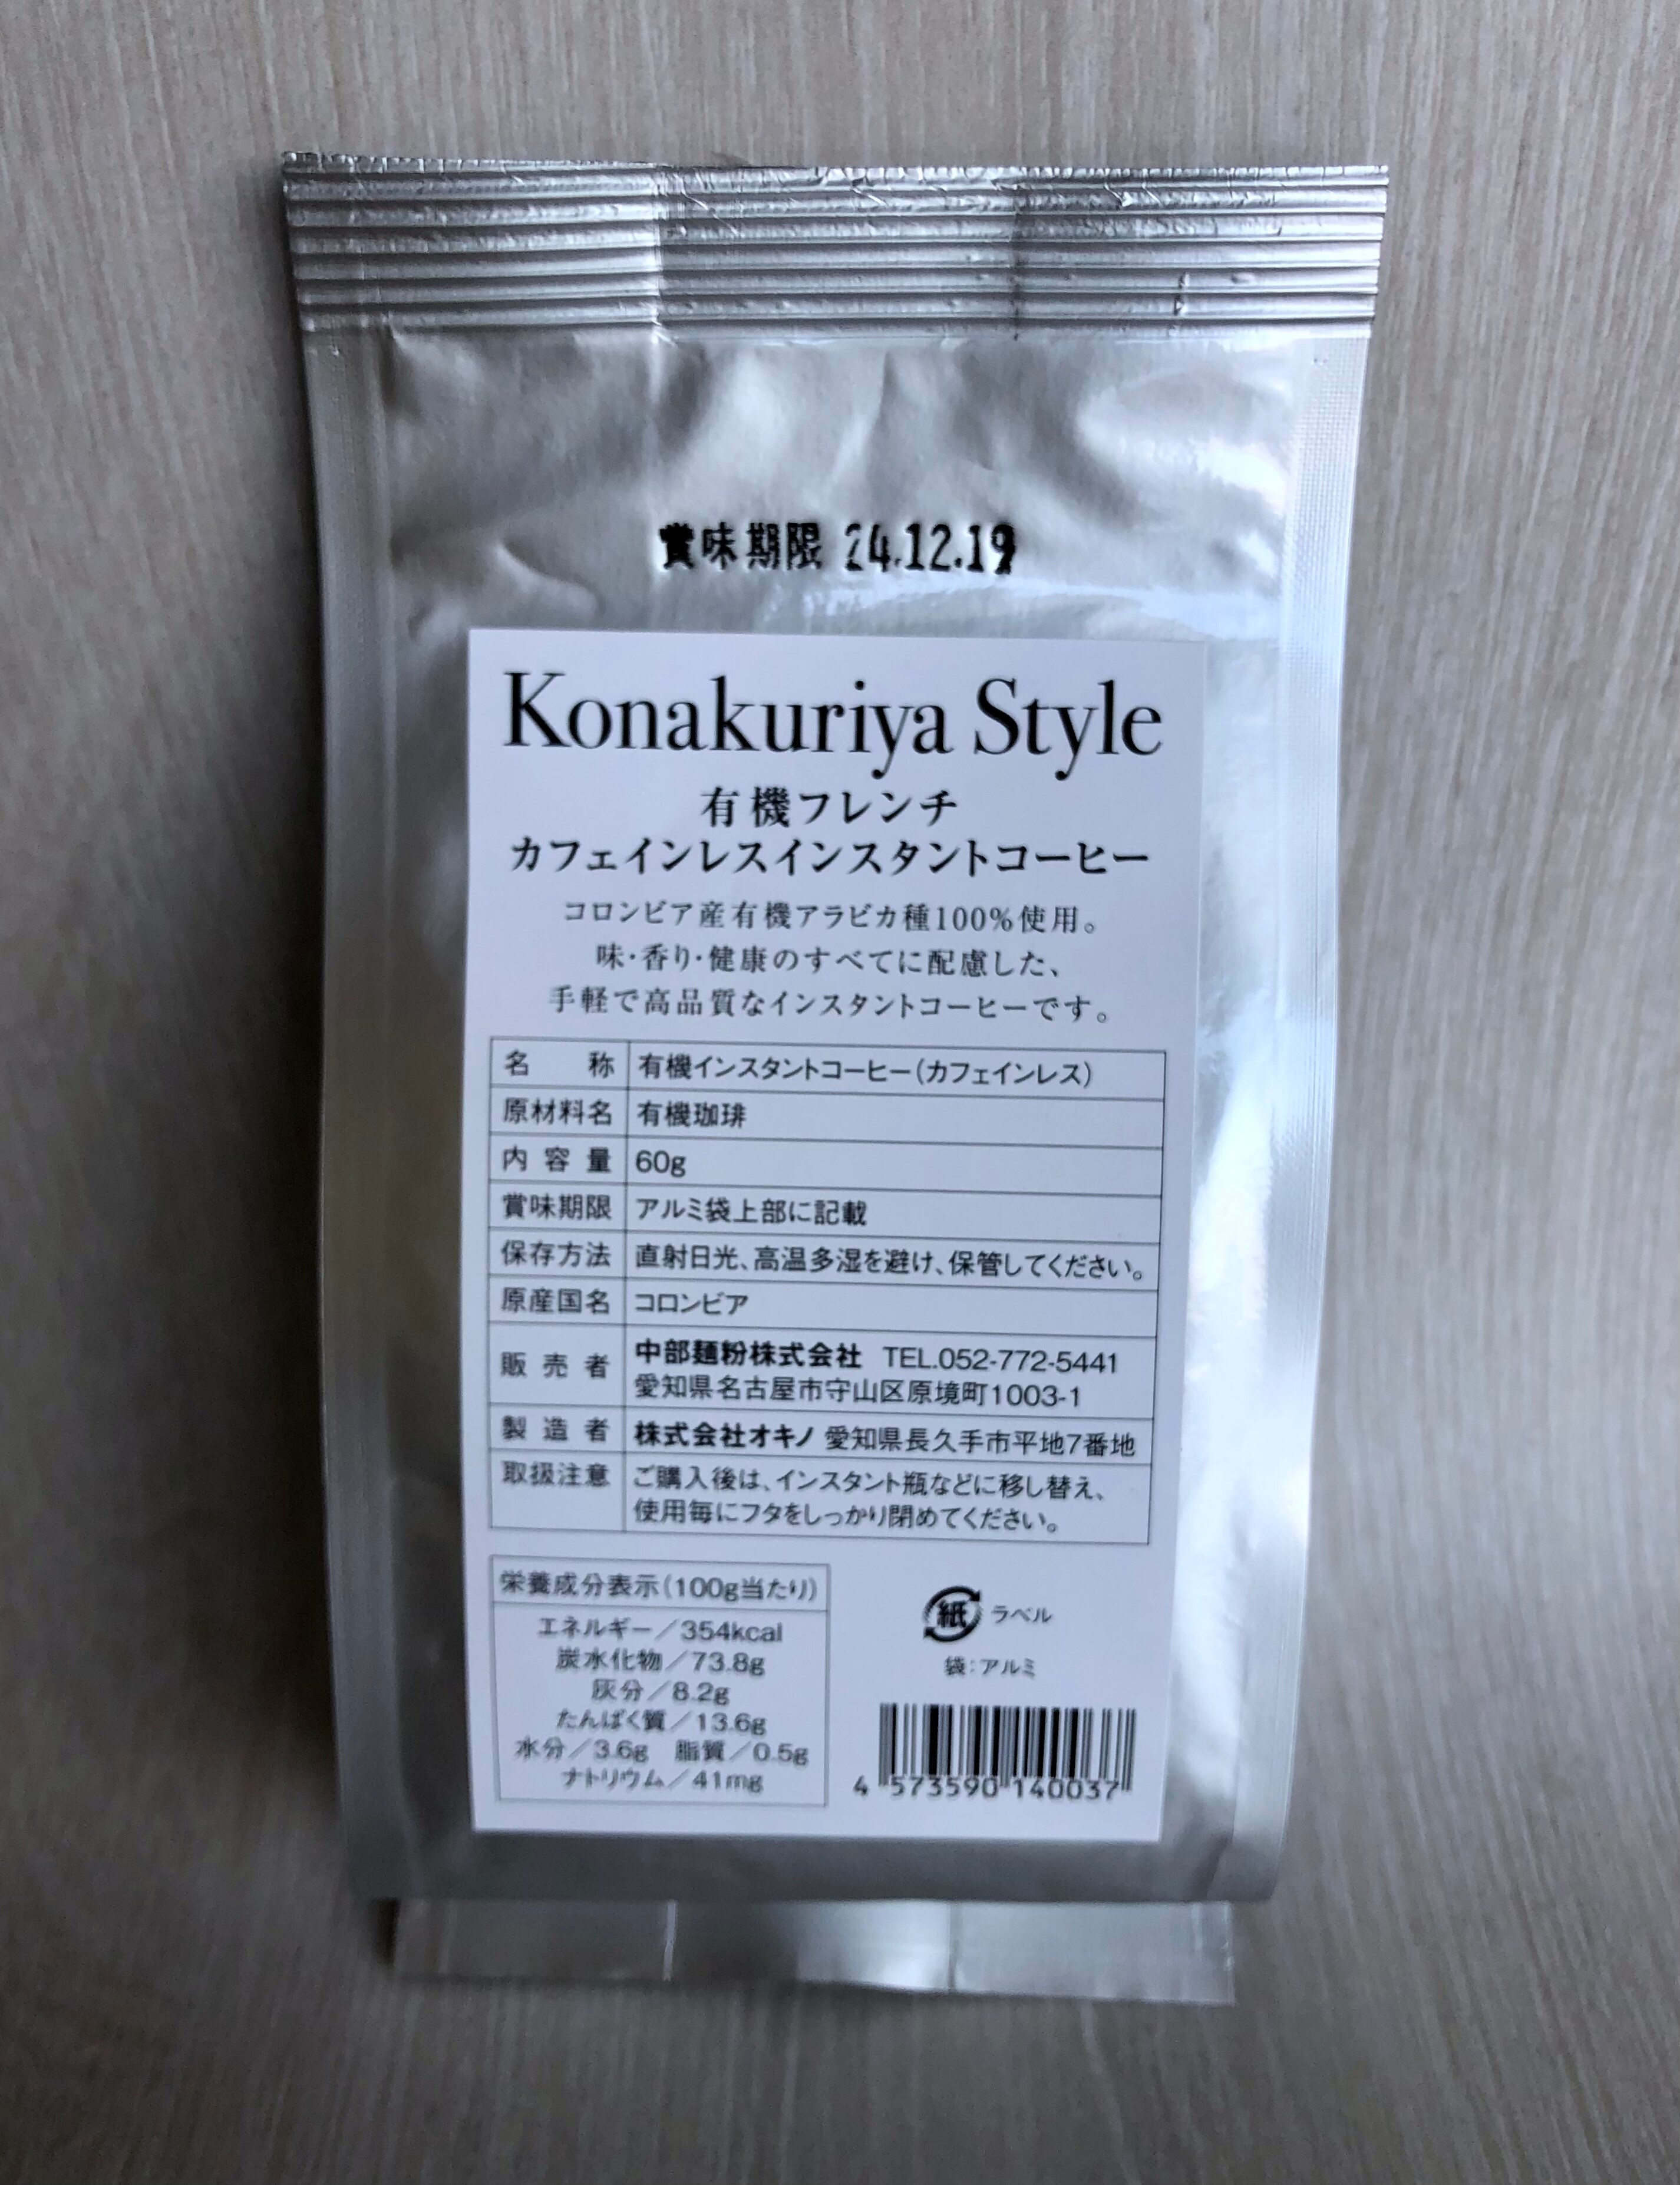 賞味期限 24.12.19
Konakuriya Style
有機フレンチ
カフェインレスインスタントコーヒー
コロンビア産有機アラビカ種100%使用。
味・香り・健康のすべてに配慮した、
手軽で高品質なインスタントコーヒーです。
名 称 有機インスタントコーヒー(カフェインレス)
原材料名 有機珈琲
内容量 60g
賞味期限 アルミ袋上部に記載
保存方法 直射日光、高温多湿を避け、保管してください。
原産国名 コロンビア
販売者 中部麺粉株式会社 TEL.052-772-5441
愛知県名古屋市守山区原境町1003-1
製造者 株式会社オキノ 愛知県長久手市平地7番地
取扱注意 ご購入後は、インスタント瓶などに移し替え、
使用毎にフタをしっかり閉めてください。
栄養成分表示(100g当たり)
エネルギー/354kcal
炭水化物/73.8g
灰分/8.2g
たんぱく質/13.6g
水分/3.6g 脂質/0.5g
ナトリウム/41mg
紙 ラベル
袋:アルミ
4 573590 140037